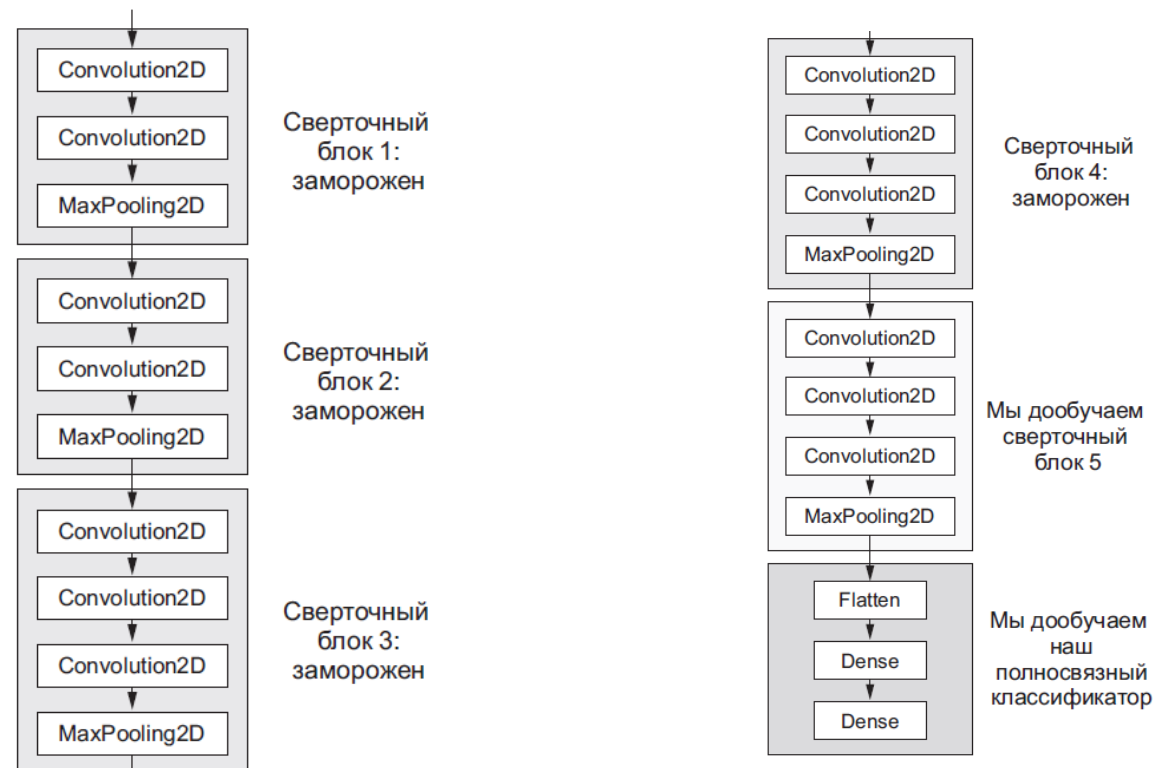 Convolution2D
Convolution2D
MaxPooling2D
Сверточный
блок 1:
заморожен
Convolution2D
Convolution2D
MaxPooling2D
Сверточный
блок 2:
заморожен
Convolution2D
Convolution2D
Convolution2D
MaxPooling2D
Сверточный
блок 3:
заморожен
Convolution2D
Convolution2D
Convolution2D
MaxPooling2D
Сверточный
блок 4:
заморожен
Convolution2D
Convolution2D
Convolution2D
MaxPooling2D
Мы дообучаем
сверточный
блок 5
Flatten
Dense
Dense
Мы дообучаем
наш
полносвязный
классификатор